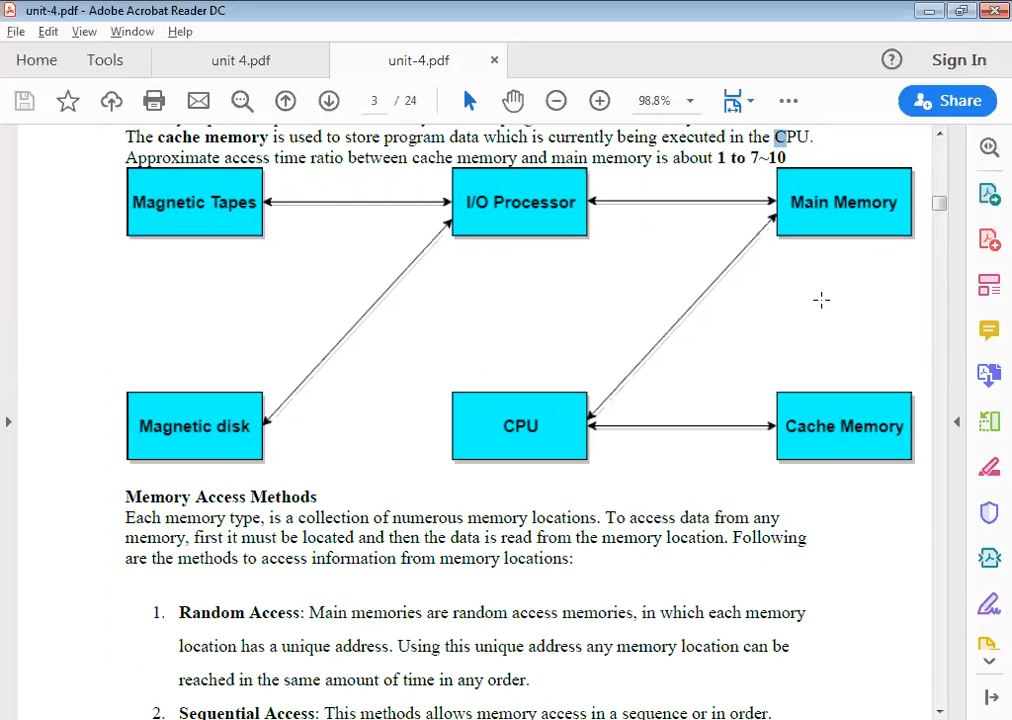 unit-4.pdf - Adobe Acrobat Reader DC
File Edit View Window Help
Home Tools unit 4.pdf unit-4.pdf × Sign In
3 / 24 98.8% Share
The cache memory is used to store program data which is currently being executed in the CPU.
Approximate access time ratio between cache memory and main memory is about 1 to 7~10
Magnetic Tapes I/O Processor Main Memory
Magnetic disk CPU Cache Memory
Memory Access Methods
Each memory type, is a collection of numerous memory locations. To access data from any
memory, first it must be located and then the data is read from the memory location. Following
are the methods to access information from memory locations:
1. Random Access: Main memories are random access memories, in which each memory
location has a unique address. Using this unique address any memory location can be
reached in the same amount of time in any order.
2. Sequential Access: This methods allows memory access in a sequence or in order.